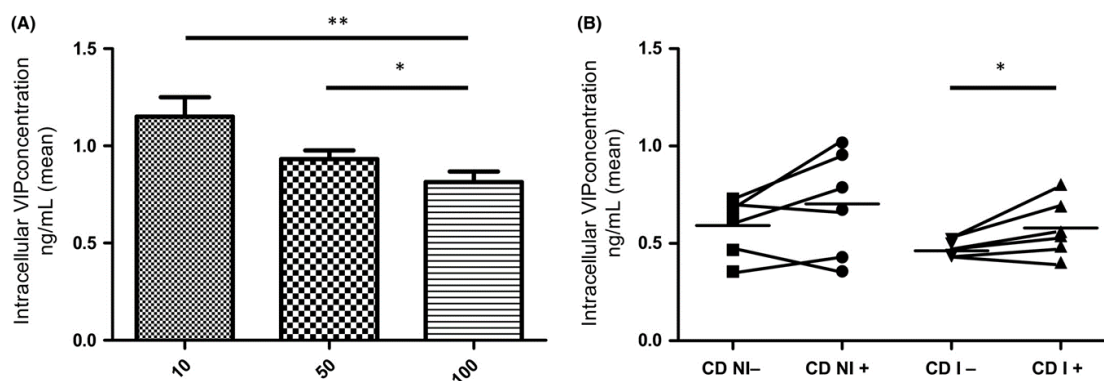 (A)
**
*
Intracellular VIPconcentration
ng/mL (mean)
1.5
1.0
0.5
0.0
10
50
100
(B)
*
Intracellular VIPconcentration
ng/mL (mean)
1.5
1.0
0.5
0.0
CD NI–
CD NI +
CD I –
CD I +